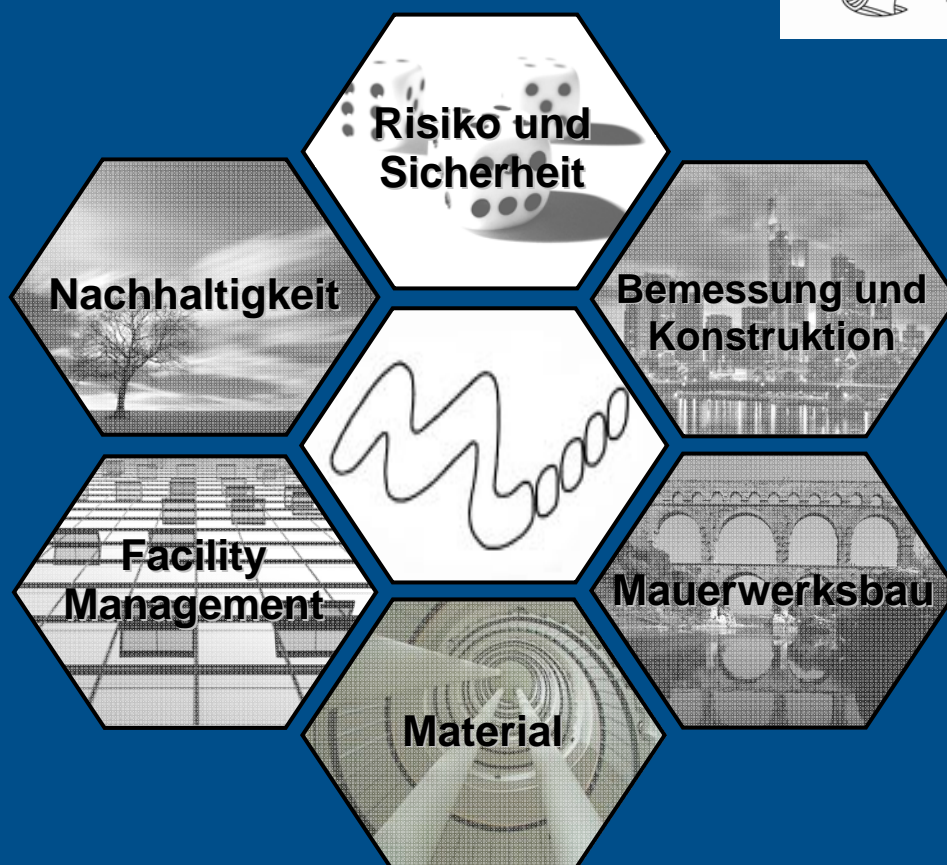 Risiko und
Sicherheit
Nachhaltigkeit
Bemessung und
Konstruktion
Facility
Management
Mauerwerksbau
Material